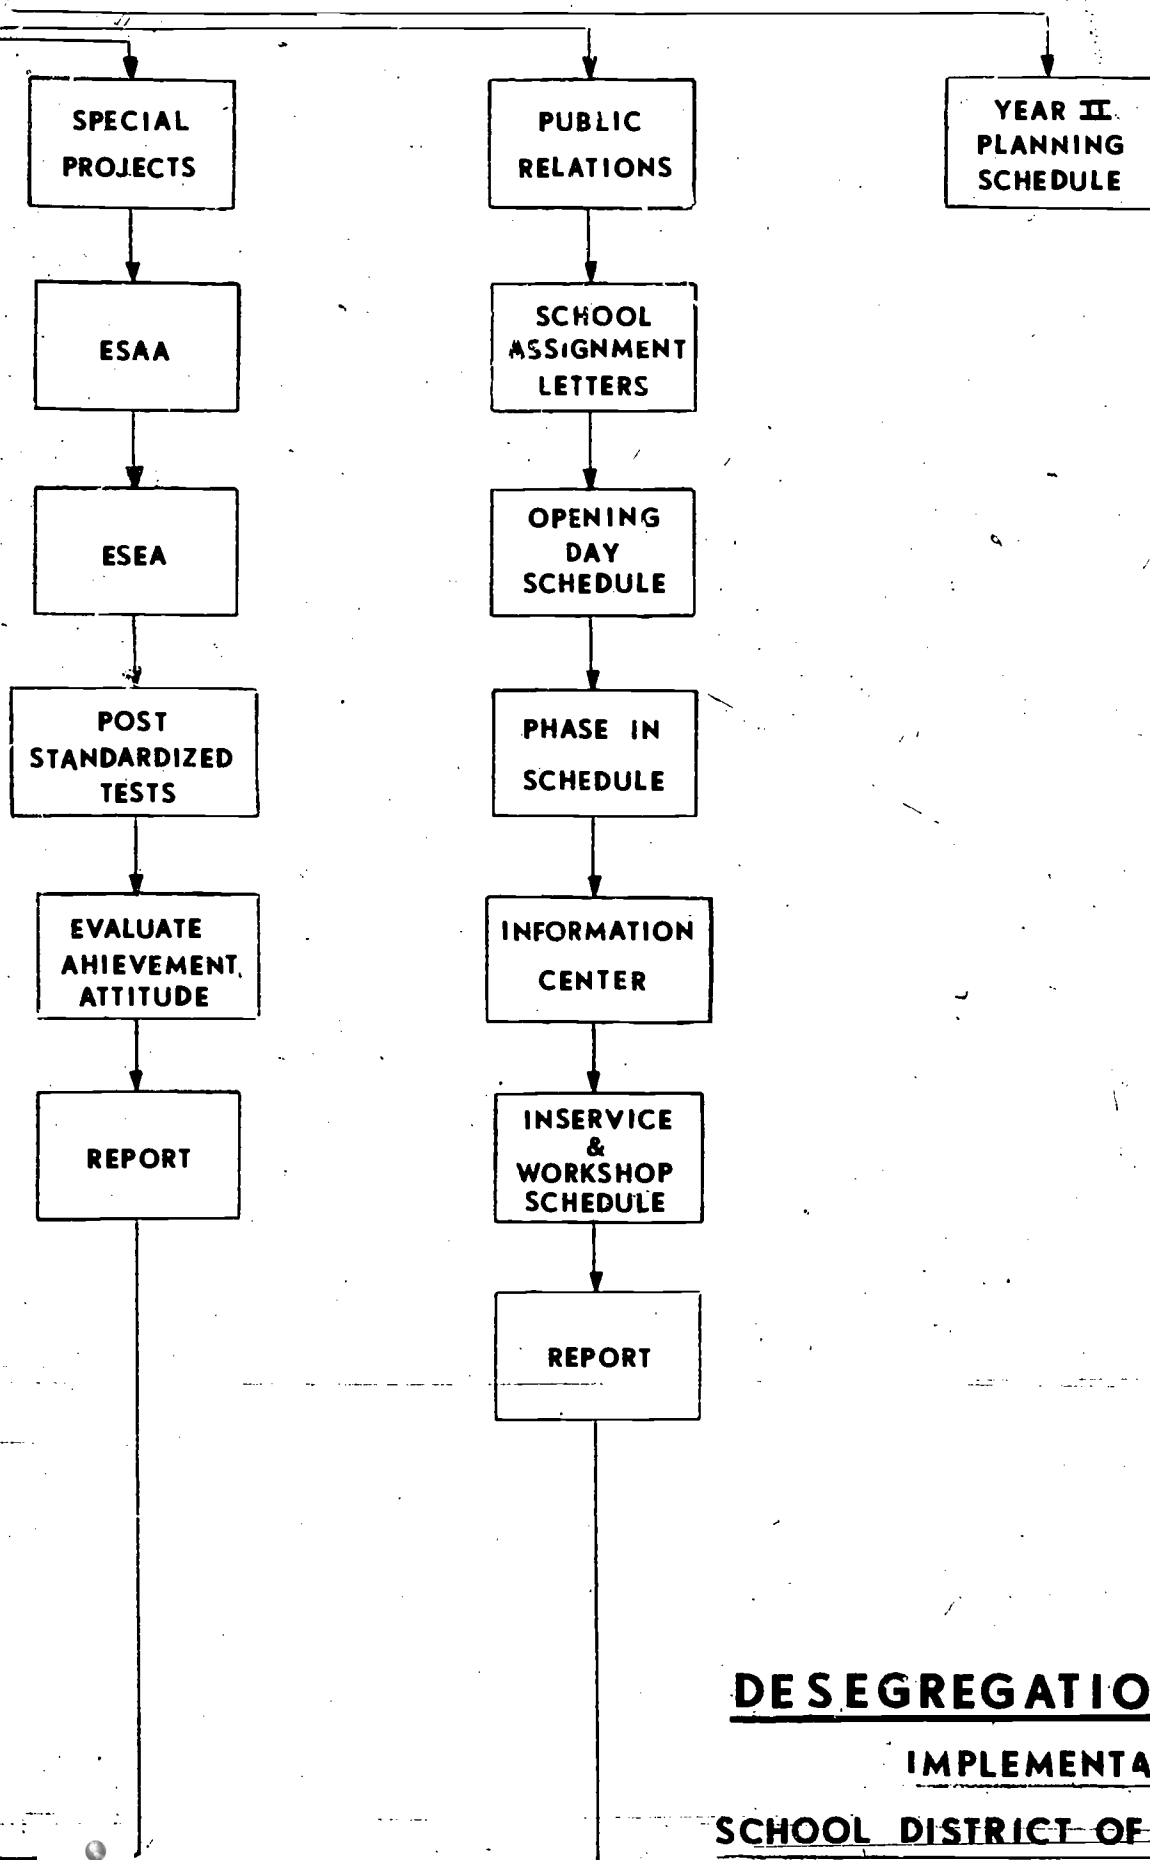 SPECIAL
PROJECTS
ESAA
ESEA
POST
STANDARDIZED
TESTS
EVALUATE
AHIEVEMENT,
ATTITUDE
REPORT
PUBLIC
RELATIONS
SCHOOL
ASSIGNMENT
LETTERS
OPENING
DAY
SCHEDULE
PHASE IN
SCHEDULE
INFORMATION
CENTER
INSERVICE
&
WORKSHOP
SCHEDULE
REPORT
YEAR II
PLANNING
SCHEDULE
DESEGREGATIO
IMPLEMENTA
SCHOOL DISTRICT OF